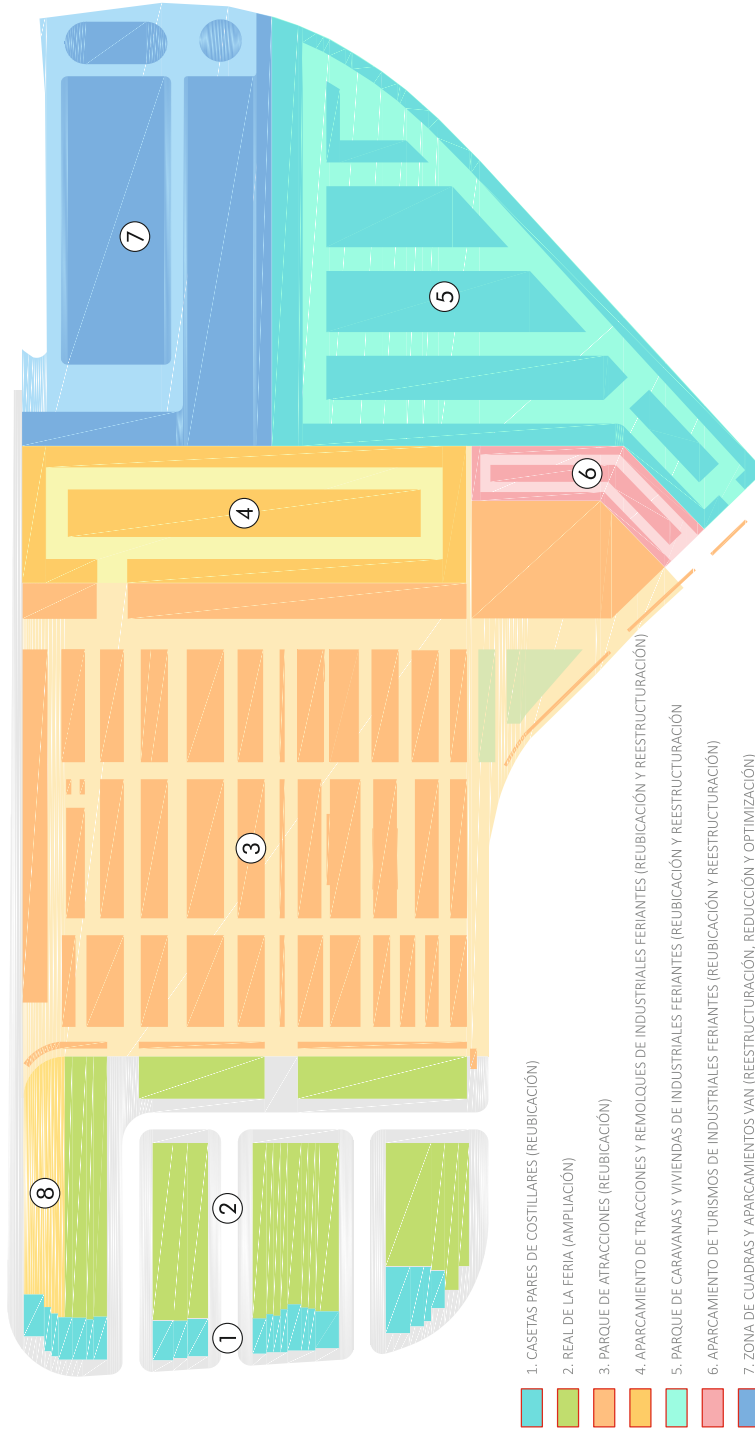 7
5
6
4
3
8
2
1
1. CASETAS PARES DE COSTILLARES (REUBICACIÓN)
2. REAL DE LA FERIA (AMPLIACIÓN)
3. PARQUE DE ATRACCIONES (REUBICACIÓN)
4. APARCAMIENTO DE TRACCIONES Y REMOLQUES DE INDUSTRIALES FERIANTES (REUBICACIÓN Y REESTRUCTURACIÓN)
5. PARQUE DE CARAVANAS Y VIVIENDAS DE INDUSTRIALES FERIANTES (REUBICACIÓN Y REESTRUCTURACIÓN
6. APARCAMIENTO DE TURISMOS DE INDUSTRIALES FERIANTES (REUBICACIÓN Y REESTRUCTURACIÓN)
7. ZONA DE CUADRAS Y APARCAMIENTOS VAN (REESTRUCTURACIÓN, REDUCCIÓN Y OPTIMIZACIÓN)